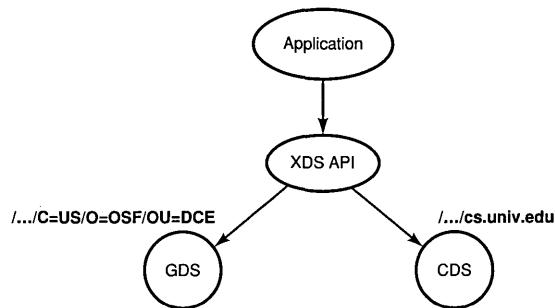 Application
XDS API
/.../C=US/O=OSF/OU=DCE
/.../cs.univ.edu
GDS
CDS